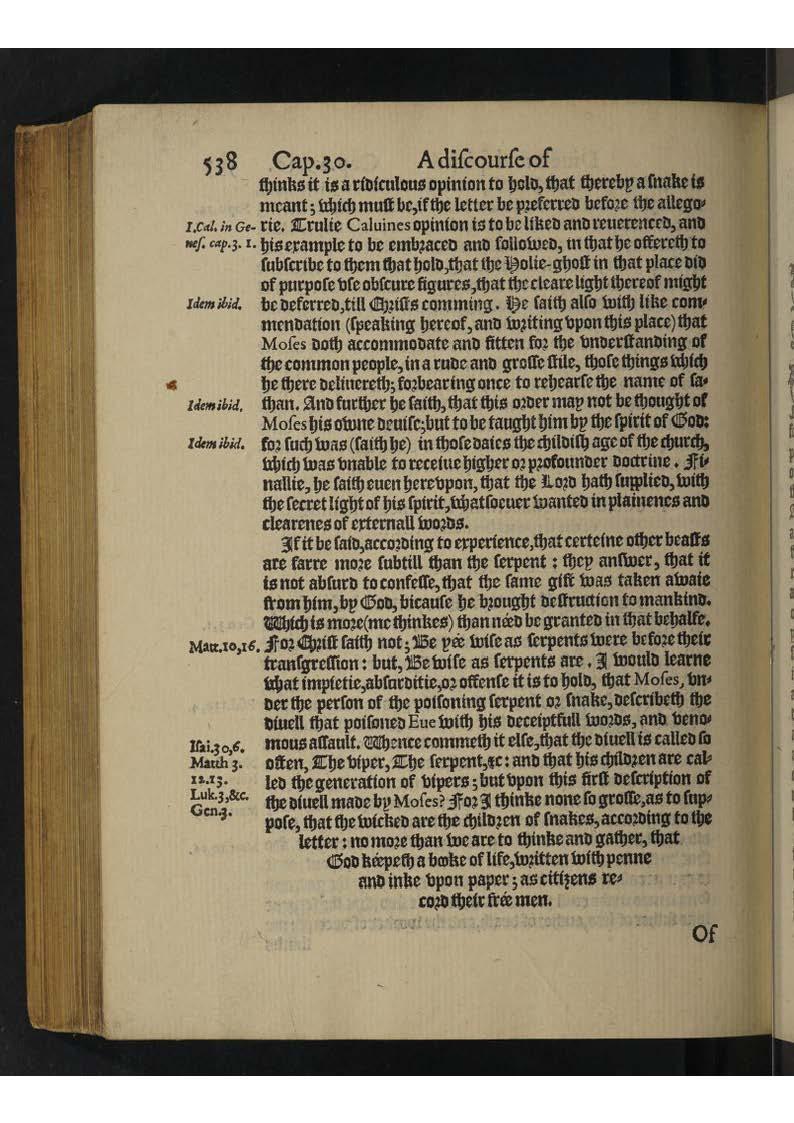 538 Cap.30. A diſcourſe of
thinks it is a ridiculous opinion to hold, that thereby a ſnake is
meant; which muſt be, if the letter be preferred before the allego-
I.Cal. in Ge- rie. Trulie Caluines opinion is to be liked and reuerenced, and
neſ. cap.3. 1. his example to be embraced and followed, in that he offereth to
ſubſcribe to them that hold, that the Holie-ghoſt in that place did
of purpoſe vſe obſcure figures, that the cleare light thereof might
Idem ibid. be deferred, till Chriſts comming. He ſaith alſo with like com-
mendation (ſpeaking hereof, and writing vpon this place) that
Moſes doth accommodate and fitten for the vnderſtanding of
the common people, in a rude and groſſe ſtile, thoſe things which
he there deliuereth; forbearing once to rehearſe the name of ſa-
Idem ibid. than. And further he ſaith, that this order may not be thought of
Moſes his owne deuiſe; but to be taught him by the ſpirit of God:
Idem ibid. for ſuch was (ſaith he) in thoſe daies the childiſh age of the church,
which was vnable to receiue higher or profounder doctrine. Fi-
nallie, he ſaith euen herevpon, that the Lord hath ſupplied, with
the ſecret light of his ſpirit, whatſoeuer wanted in plainenes and
clearenes of externall words.
If it be ſaid, according to experience, that certeine other beaſts
are farre more ſubtill than the ſerpent: they anſwer, that it
is not abſurd to confeſſe, that the ſame gift was taken awaie
from him, by God, bicauſe he brought deſtruction to mankind.
Which is more (me thinkes) than néed be granted in that behalfe.
Matt.10,16. For Chriſt ſaith not; Be yée wiſe as ſerpents were before their
tranſgreſſion: but, Be wiſe as ſerpents are. I would learne
what impietie, abſurditie, or offenſe it is to hold, that Moſes, vn-
der the perſon of the poiſoning ſerpent or ſnake, deſcribeth the
diuell that poiſoned Eue with his deceiptfull words, and veno-
Iſai.30,6. mous aſſault. Whence commeth it elſe, that the diuell is called ſo
Matth 3. often, The viper, The ſerpent, &c: and that his children are cal-
12.13. led the generation of vipers; but vpon this firſt deſcription of
Luk.3,&c. the diuell made by Moſes? For I thinke none ſo groſſe, as to ſup-
Gen.3. poſe, that the wicked are the children of ſnakes, according to the
letter: no more than we are to thinke and gather, that
God kéepeth a booke of life, written with penne
and inke vpon paper; as citizens re-
cord their frée men.
Of